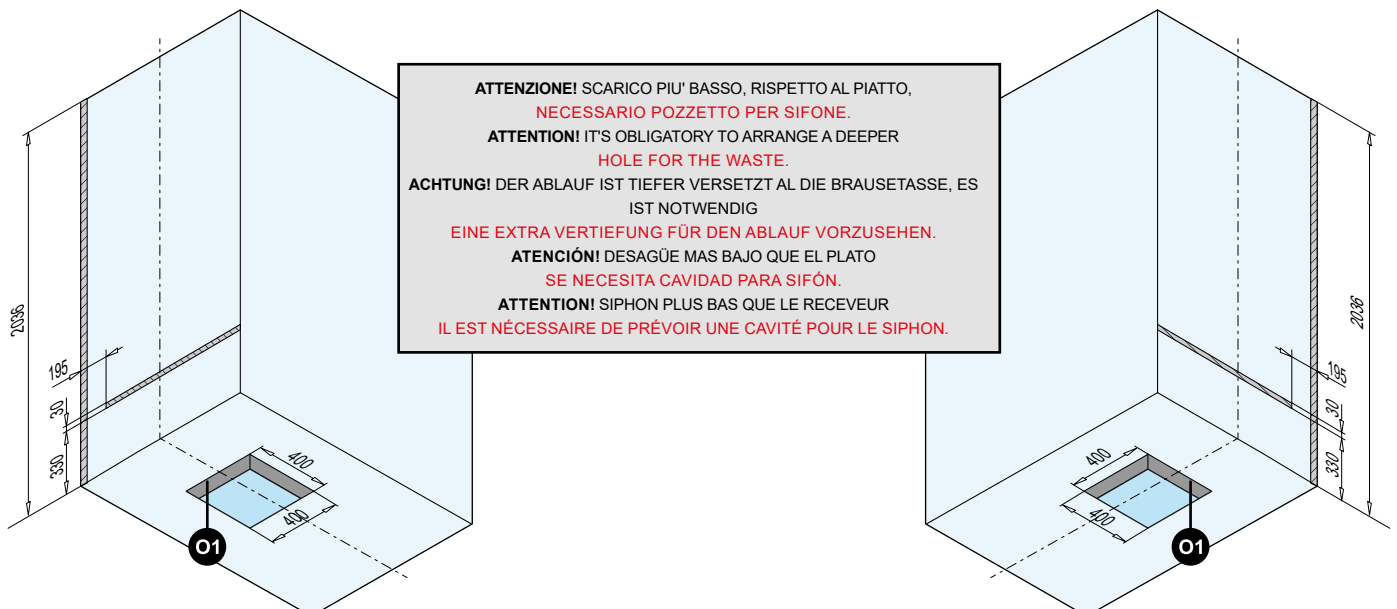 ATTENZIONE! SCARICO PIU' BASSO, RISPETTO AL PIATTO,
NECESSARIO POZZETTO PER SIFONE.
ATTENTION! IT'S OBLIGATORY TO ARRANGE A DEEPER
HOLE FOR THE WASTE.
ACHTUNG! DER ABLAUF IST TIEFER VERSETZT AL DIE BRAUSETASSE, ES
IST NOTWENDIG
EINE EXTRA VERTIEFUNG FÜR DEN ABLAUF VORZUSEHEN.
ATENCIÓN! DESAGÜE MAS BAJO QUE EL PLATO
SE NECESITA CAVIDAD PARA SIFÓN.
ATTENTION! SIPHON PLUS BAS QUE LE RECEVEUR
IL EST NÉCESSAIRE DE PRÉVOIR UNE CAVITÉ POUR LE SIPHON.
2036
195
30
330
400
400
O1
2036
195
30
330
400
400
O1